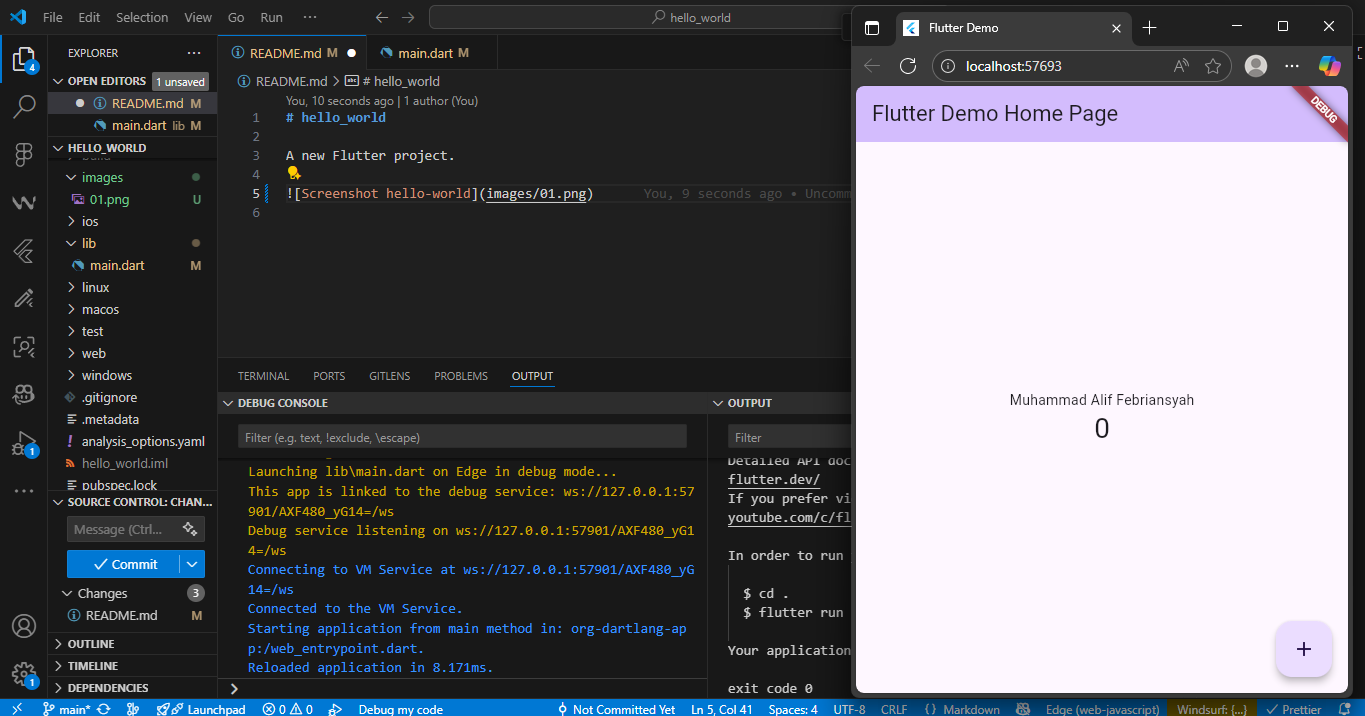 File Edit Selection View Go Run ···
hello_world
EXPLORER ···
OPEN EDITORS 1 unsaved
README.md M
main.dart lib M
HELLO_WORLD
images
01.png U
ios
lib
main.dart M
linux
macos
test
web
windows
.gitignore
.metadata
analysis_options.yaml
hello_world.iml
pubspec.lock
SOURCE CONTROL: CHAN...
Message (Ctrl...
Commit
Changes 3
README.md M
OUTLINE
TIMELINE
DEPENDENCIES
4
1
1
README.md M
main.dart M
README.md > # hello_world
You, 10 seconds ago | 1 author (You)
1 # hello_world
2
3 A new Flutter project.
4
5 ![Screenshot hello-world](images/01.png) You, 9 seconds ago • Uncomm
6
TERMINAL PORTS GITLENS PROBLEMS OUTPUT
DEBUG CONSOLE
Filter (e.g. text, !exclude, \escape)
Launching lib\main.dart on Edge in debug mode...
This app is linked to the debug service: ws://127.0.0.1:57
901/AXF480_yG14=/ws
Debug service listening on ws://127.0.0.1:57901/AXF480_yG1
4=/ws
Connecting to VM Service at ws://127.0.0.1:57901/AXF480_yG
14=/ws
Connected to the VM Service.
Starting application from main method in: org-dartlang-ap
p:/web_entrypoint.dart.
Reloaded application in 8.171ms.
OUTPUT
Filter
Detailed API doc
flutter.dev/
If you prefer vi
youtube.com/c/fl
In order to run
$ cd .
$ flutter run
Your application
exit code 0
Flutter Demo
localhost:57693
Flutter Demo Home Page
DEBUG
Muhammad Alif Febriansyah
0
+
main* Launchpad 0 0 Debug my code Not Committed Yet Ln 5, Col 41 Spaces: 4 UTF-8 CRLF {} Markdown Edge (web-javascript) Windsurf: {...} Prettier